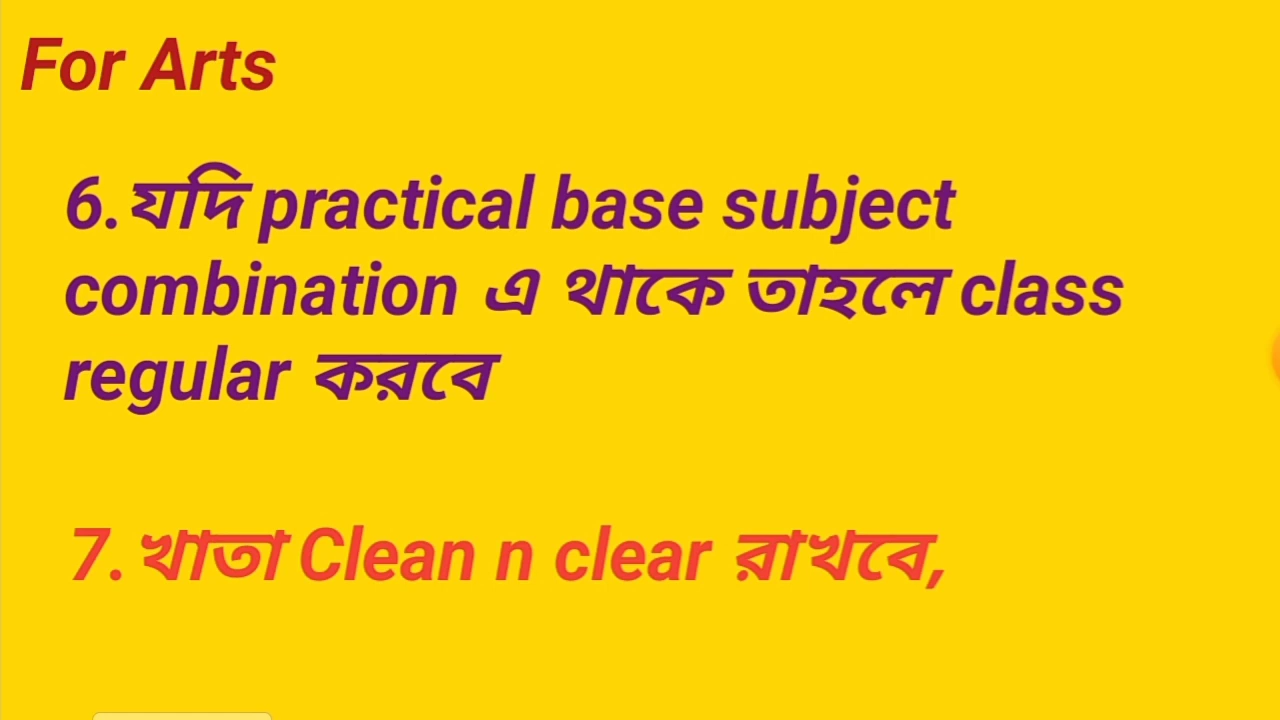 For Arts
6.যদি practical base subject
combination এ থাকে তাহলে class
regular করবে
7. খাতা Clean n clear রাখবে,